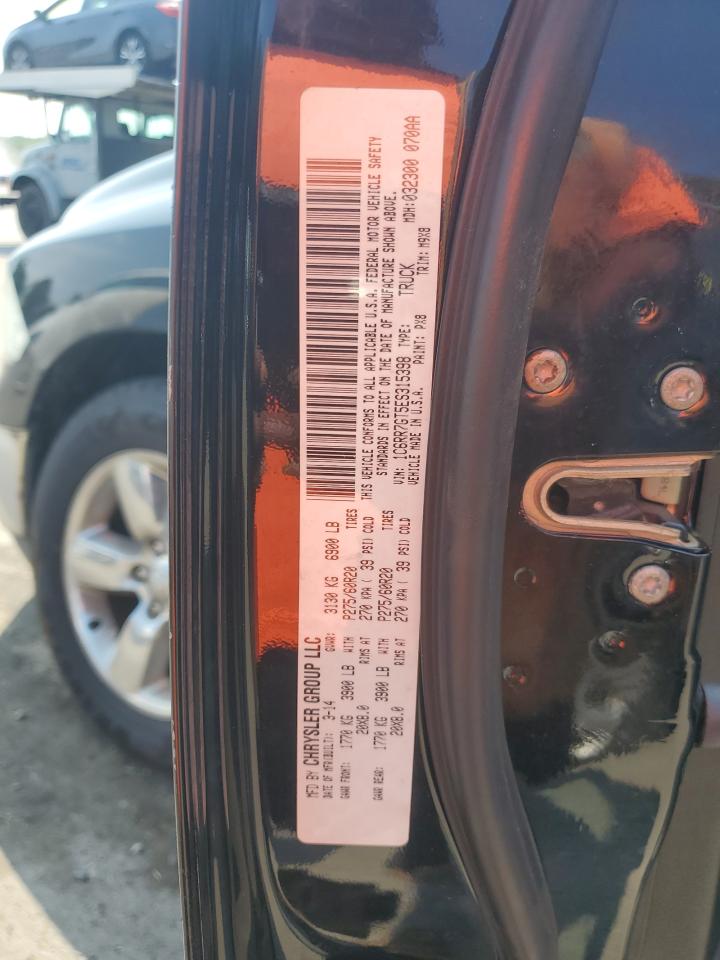 MFD BY CHRYSLER GROUP LLC
DATE OF MFR(BUILT): 3-14 GVWR: 3130 KG 6900 LB
GAWR FRONT: 1770 KG 3900 LB WITH P275/60R20 TIRES
20X8.0 RIMS AT 270 KPA ( 39 PSI) COLD
GAWR REAR: 1770 KG 3900 LB WITH P275/60R20 TIRES
20X8.0 RIMS AT 270 KPA ( 39 PSI) COLD
THIS VEHICLE CONFORMS TO ALL APPLICABLE U.S.A. FEDERAL MOTOR VEHICLE SAFETY
STANDARDS IN EFFECT ON THE DATE OF MANUFACTURE SHOWN ABOVE.
VIN: 1C6RR7GT5ES315398 TYPE: TRUCK MDH:032300 070AA
VEHICLE MADE IN U.S.A. PAINT: PX8 TRIM: M9X8